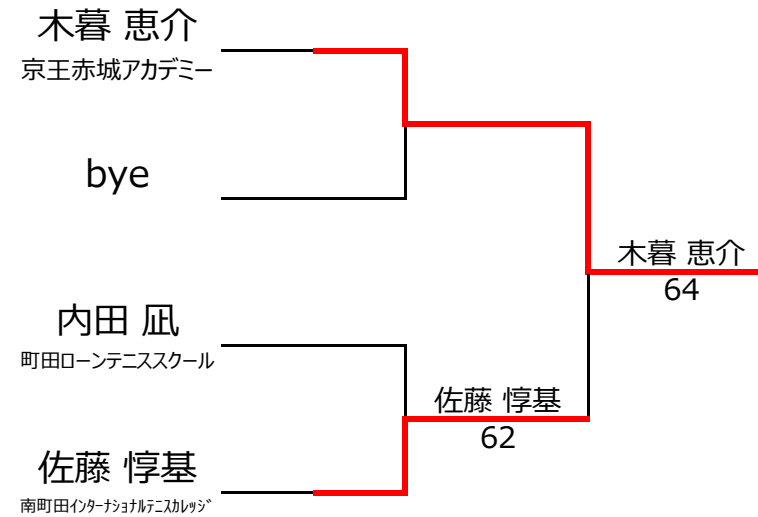 木暮 恵介
京王赤城アカデミー
bye
木暮 恵介
64
内田 凪
町田ローンテニススクール
佐藤 惇基
62
佐藤 惇基
南町田ｲﾝﾀｰﾅｼｮﾅﾙﾃﾆｽｶﾚｯｼﾞ